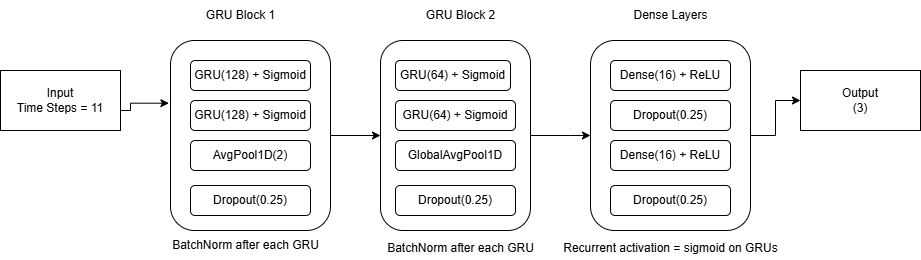 GRU Block 1
GRU Block 2
Dense Layers
Input
Time Steps = 11
GRU(128) + Sigmoid
GRU(128) + Sigmoid
AvgPool1D(2)
Dropout(0.25)
BatchNorm after each GRU
GRU(64) + Sigmoid
GRU(64) + Sigmoid
GlobalAvgPool1D
Dropout(0.25)
BatchNorm after each GRU
Dense(16) + ReLU
Dropout(0.25)
Dense(16) + ReLU
Dropout(0.25)
Recurrent activation = sigmoid on GRUs
Output
(3)